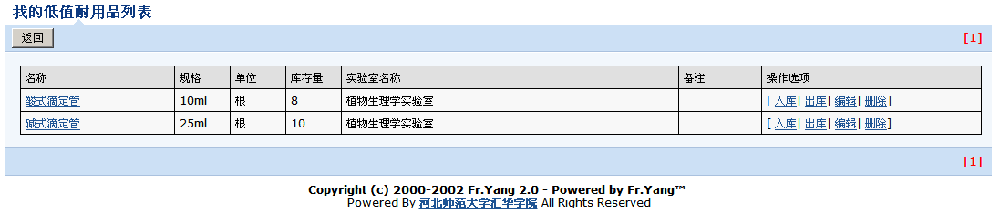 我的低值耐用品列表
返回 [1]
名称 规格 单位 库存量 实验室名称 备注 操作选项
酸式滴定管 10ml 根 8 植物生理学实验室 [ 入库| 出库| 编辑| 删除]
碱式滴定管 25ml 根 10 植物生理学实验室 [ 入库| 出库| 编辑| 删除]
[1]
Copyright (c) 2000-2002 Fr.Yang 2.0 - Powered by Fr.Yang™
Powered By 河北师范大学汇华学院 All Rights Reserved